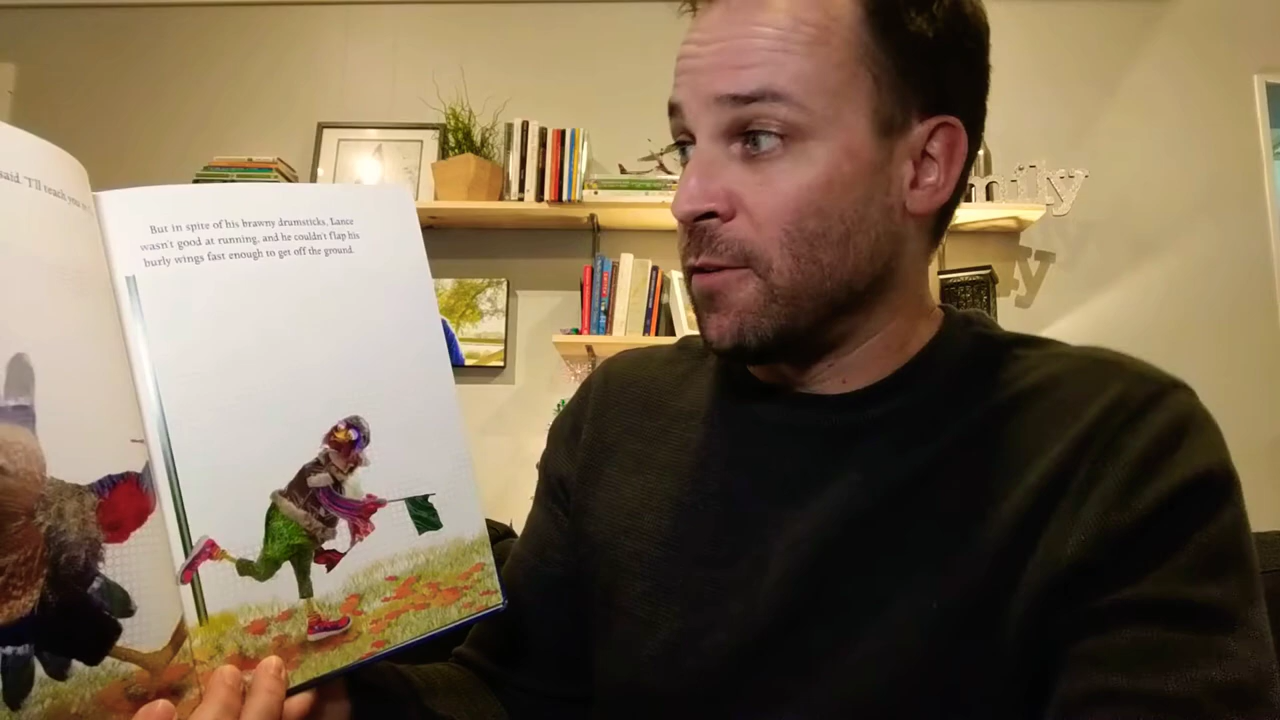 said. "I'll teach you
But in spite of his brawny drumsticks, Lance
wasn't good at running, and he couldn't flap his
burly wings fast enough to get off the ground.
mily